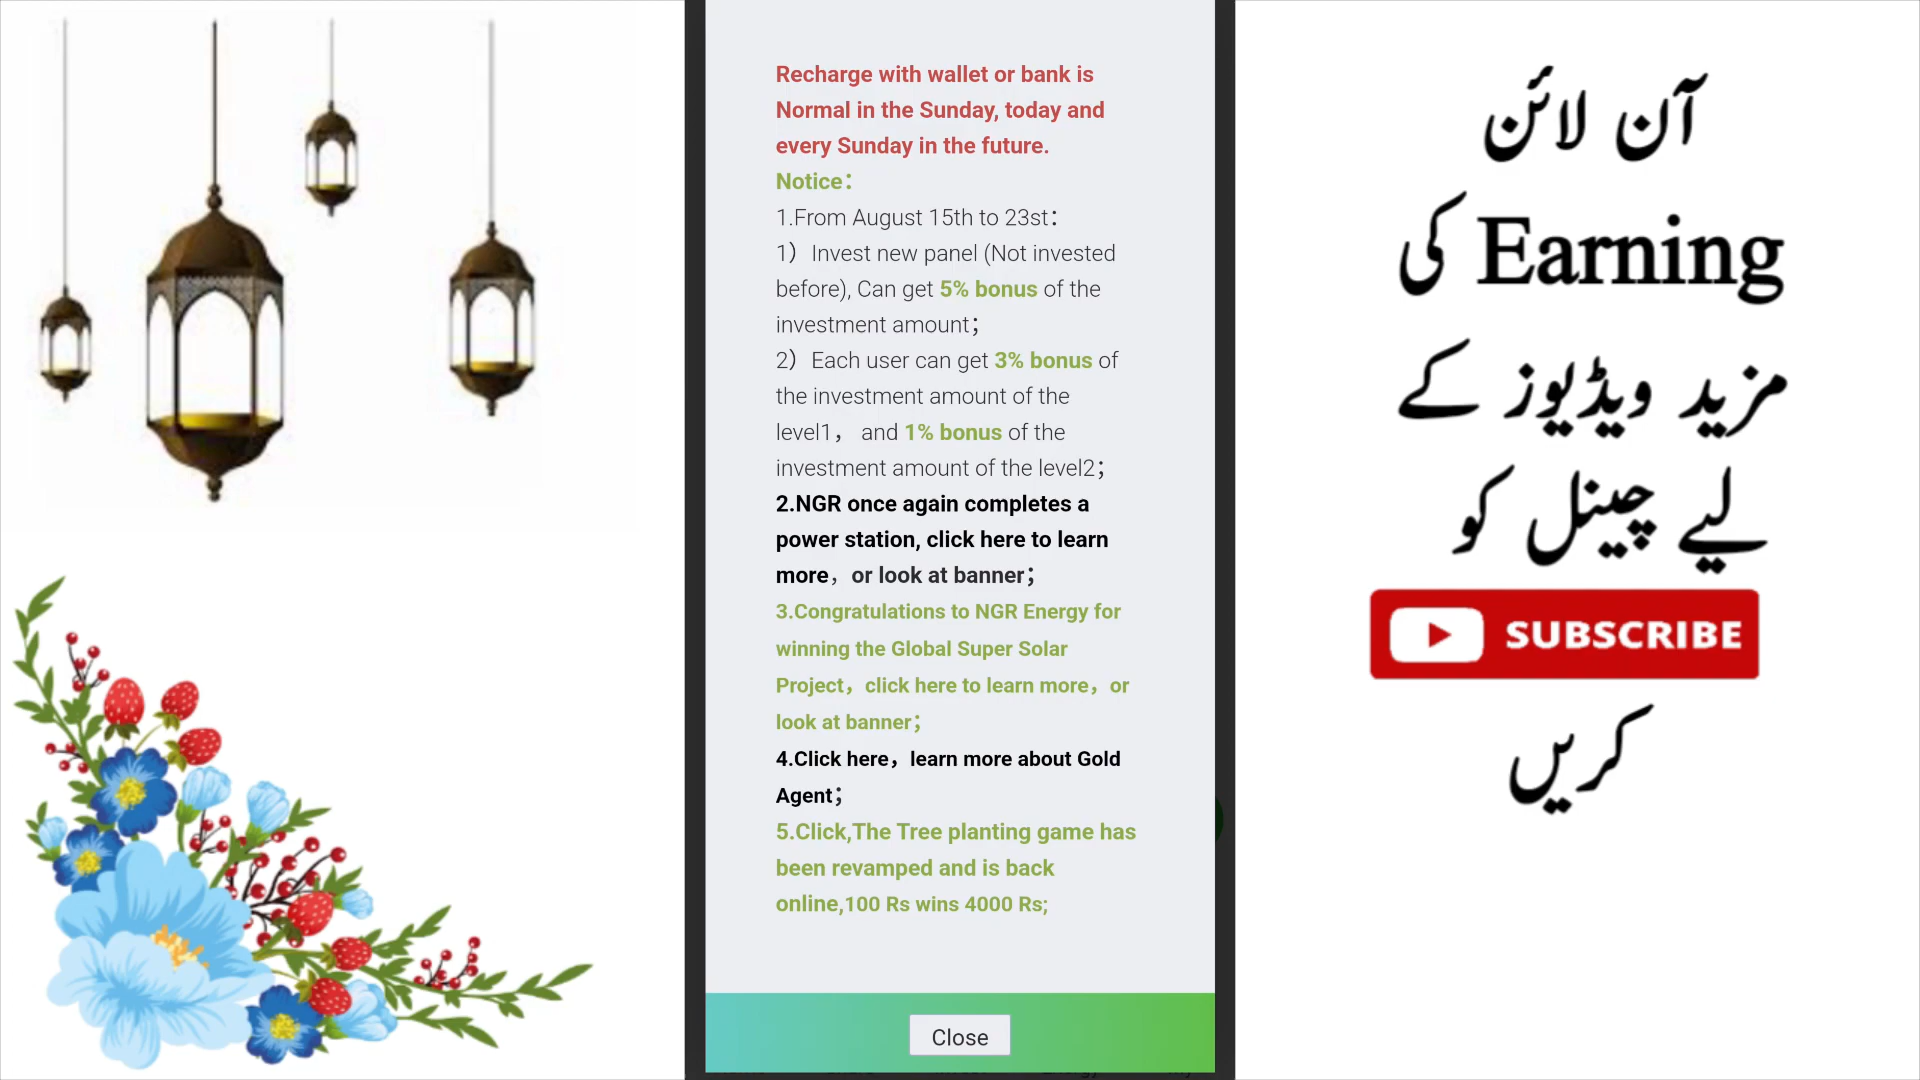 Recharge with wallet or bank is
Normal in the Sunday, today and
every Sunday in the future.
Notice：
1.From August 15th to 23st：
1）Invest new panel (Not invested
before), Can get 5% bonus of the
investment amount；
2）Each user can get 3% bonus of
the investment amount of the
level1， and 1% bonus of the
investment amount of the level2；
2.NGR once again completes a
power station, click here to learn
more，or look at banner；
3.Congratulations to NGR Energy for
winning the Global Super Solar
Project，click here to learn more，or
look at banner；
4.Click here，learn more about Gold
Agent；
5.Click,The Tree planting game has
been revamped and is back
online,100 Rs wins 4000 Rs;
Close
آن لائن
Earning کی
مزید ویڈیوز کے
لیے چینل کو
SUBSCRIBE
کریں